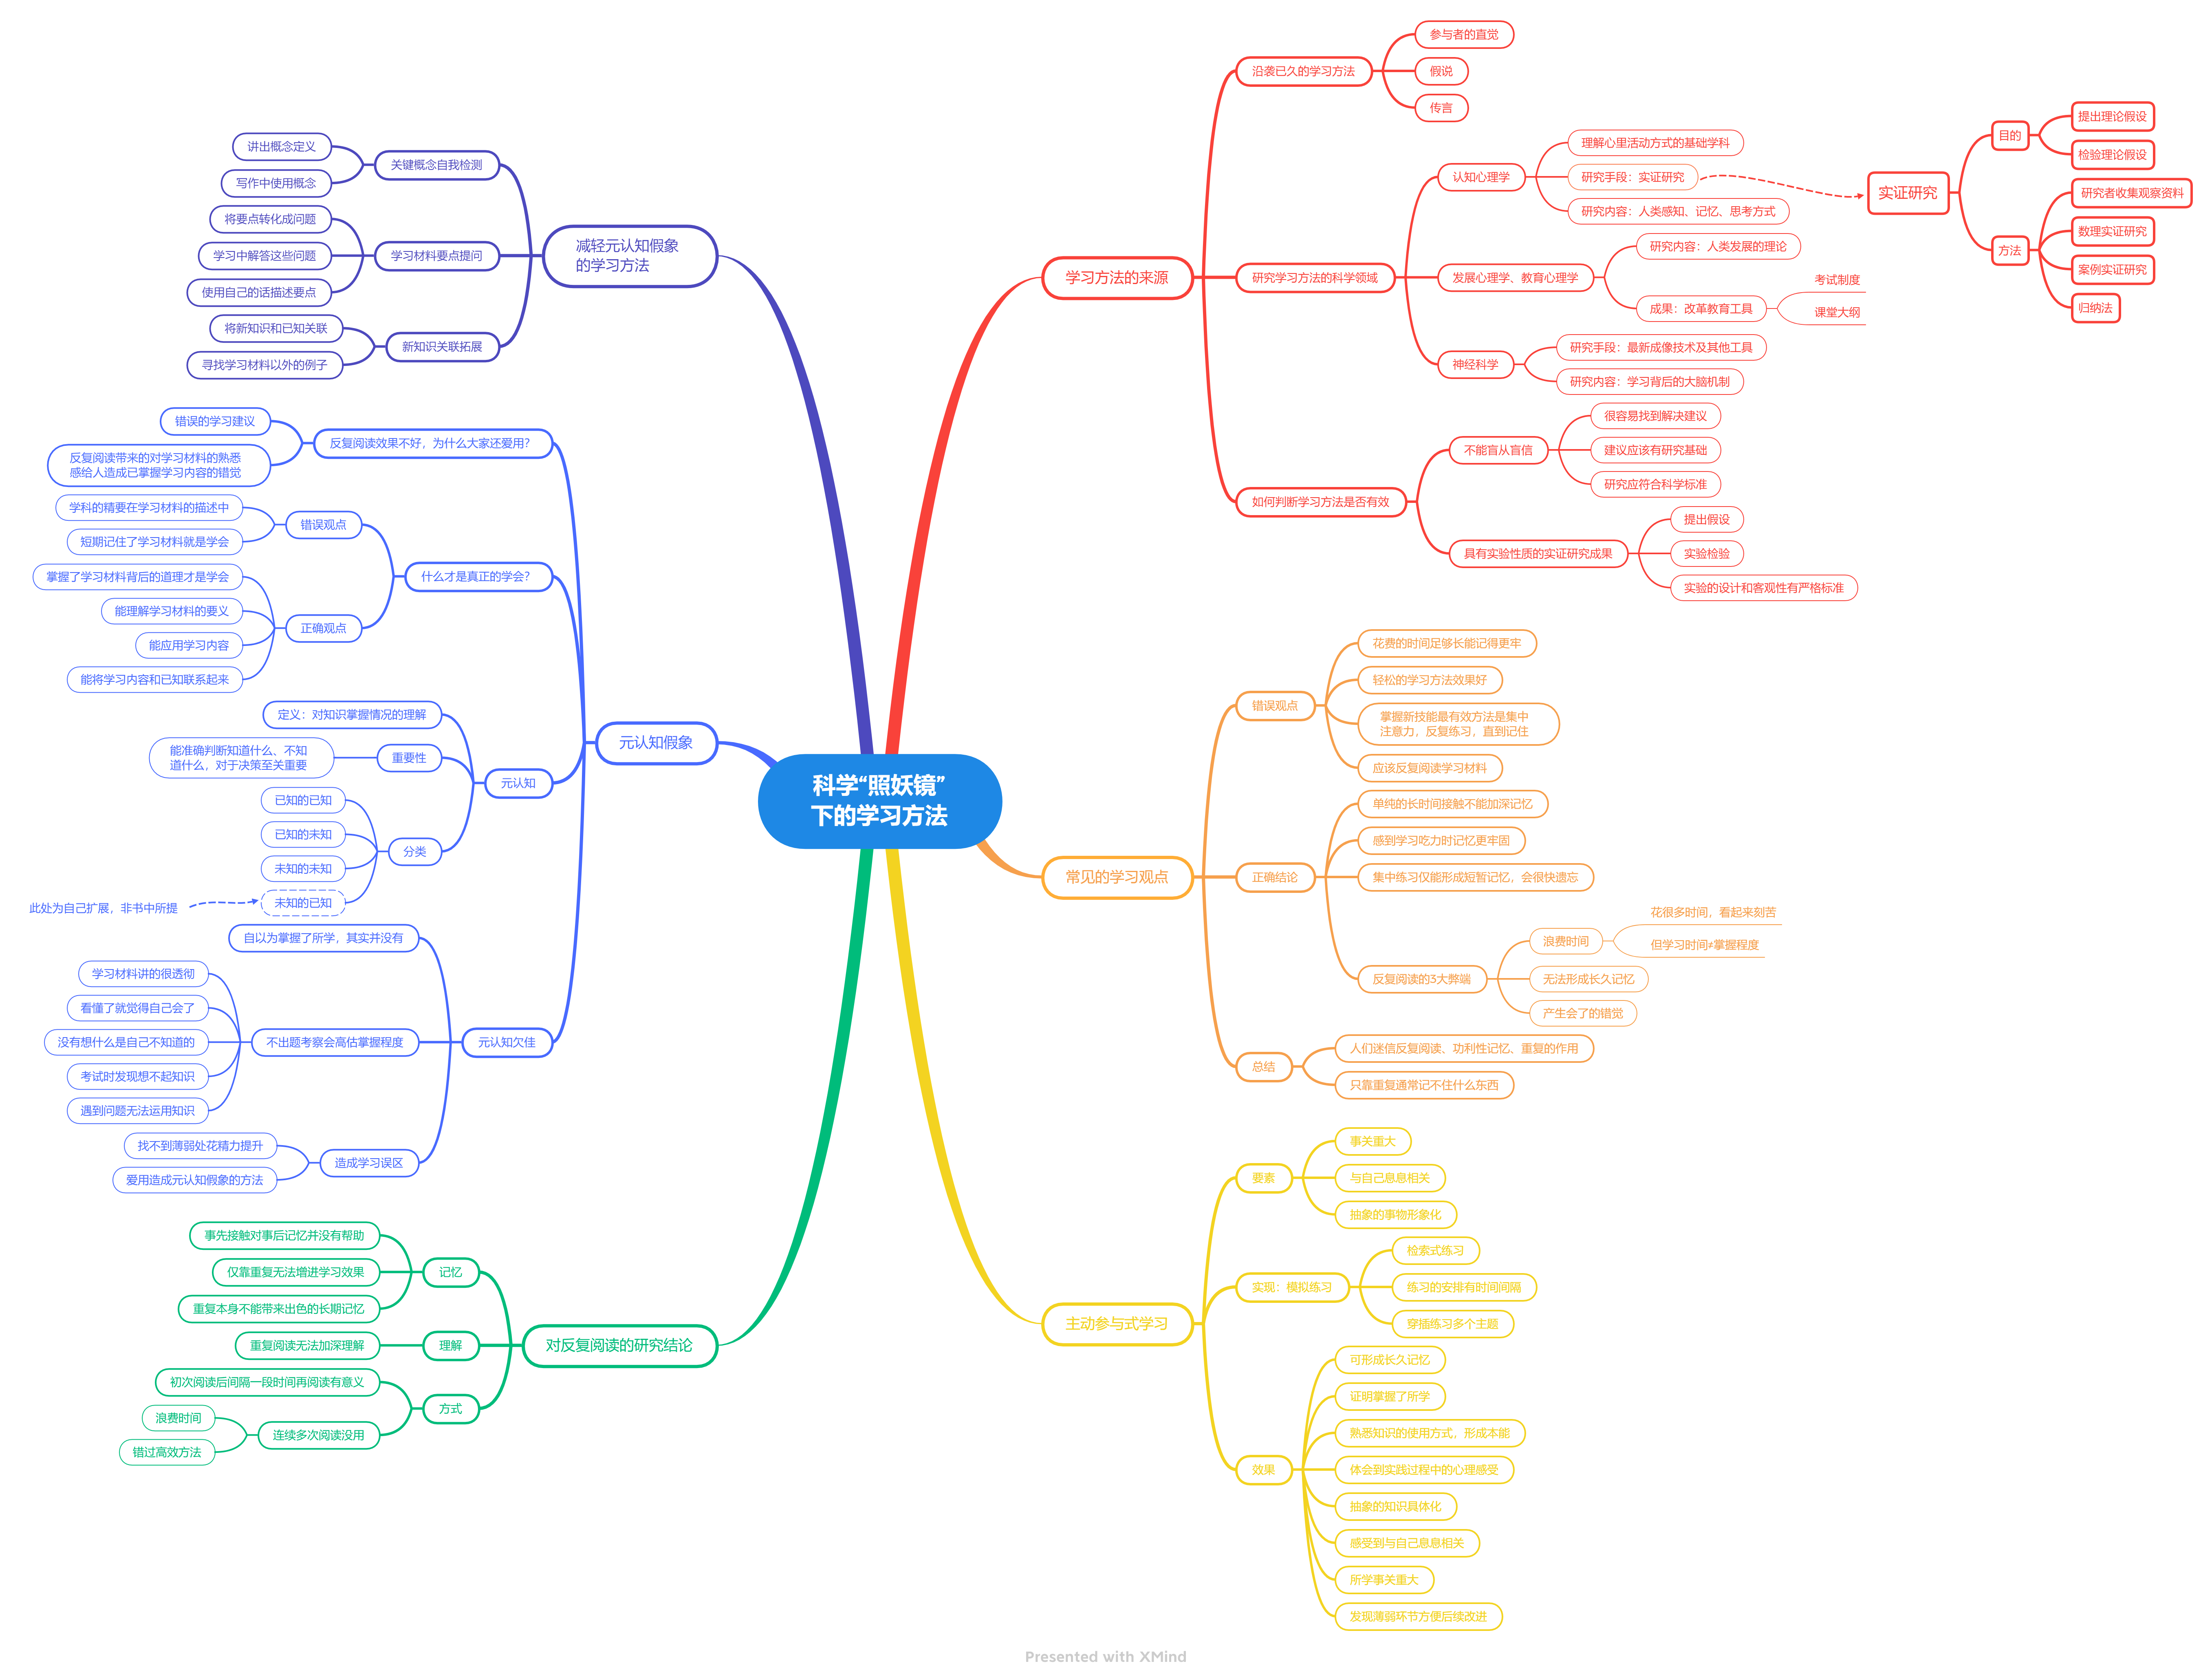 科学“照妖镜”
下的学习方法
学习方法的来源
沿袭已久的学习方法
参与者的直觉
假说
传言
研究学习方法的科学领域
认知心理学
理解心里活动方式的基础学科
研究手段：实证研究
研究内容：人类感知、记忆、思考方式
发展心理学、教育心理学
研究内容：人类发展的理论
成果：改革教育工具
考试制度
课堂大纲
神经科学
研究手段：最新成像技术及其他工具
研究内容：学习背后的大脑机制
如何判断学习方法是否有效
不能盲从盲信
很容易找到解决建议
建议应该有研究基础
研究应符合科学标准
具有实验性质的实证研究成果
提出假设
实验检验
实验的设计和客观性有严格标准
实证研究
目的
提出理论假设
检验理论假设
方法
研究者收集观察资料
数理实证研究
案例实证研究
归纳法
常见的学习观点
错误观点
花费的时间足够长能记得更牢
轻松的学习方法效果好
掌握新技能最有效方法是集中
注意力，反复练习，直到记住
应该反复阅读学习材料
正确结论
单纯的长时间接触不能加深记忆
感到学习吃力时记忆更牢固
集中练习仅能形成短暂记忆，会很快遗忘
反复阅读的3大弊端
浪费时间
花很多时间，看起来刻苦
但学习时间≠掌握程度
无法形成长久记忆
产生会了的错觉
总结
人们迷信反复阅读、功利性记忆、重复的作用
只靠重复通常记不住什么东西
主动参与式学习
要素
事关重大
与自己息息相关
抽象的事物形象化
实现：模拟练习
检索式练习
练习的安排有时间间隔
穿插练习多个主题
效果
可形成长久记忆
证明掌握了所学
熟悉知识的使用方式，形成本能
体会到实践过程中的心理感受
抽象的知识具体化
感受到与自己息息相关
所学事关重大
发现薄弱环节方便后续改进
减轻元认知假象
的学习方法
关键概念自我检测
讲出概念定义
写作中使用概念
学习材料要点提问
将要点转化成问题
学习中解答这些问题
使用自己的话描述要点
新知识关联拓展
将新知识和已知关联
寻找学习材料以外的例子
元认知假象
反复阅读效果不好，为什么大家还爱用？
错误的学习建议
反复阅读带来的对学习材料的熟悉
感给人造成已掌握学习内容的错觉
什么才是真正的学会？
错误观点
学科的精要在学习材料的描述中
短期记住了学习材料就是学会
正确观点
掌握了学习材料背后的道理才是学会
能理解学习材料的要义
能应用学习内容
能将学习内容和已知联系起来
元认知
定义：对知识掌握情况的理解
重要性
能准确判断知道什么、不知
道什么，对于决策至关重要
分类
已知的已知
已知的未知
未知的未知
未知的已知
此处为自己扩展，非书中所提
元认知欠佳
自以为掌握了所学，其实并没有
不出题考察会高估掌握程度
学习材料讲的很透彻
看懂了就觉得自己会了
没有想什么是自己不知道的
考试时发现想不起知识
遇到问题无法运用知识
造成学习误区
找不到薄弱处花精力提升
爱用造成元认知假象的方法
对反复阅读的研究结论
记忆
事先接触对事后记忆并没有帮助
仅靠重复无法增进学习效果
重复本身不能带来出色的长期记忆
理解
重复阅读无法加深理解
方式
初次阅读后间隔一段时间再阅读有意义
连续多次阅读没用
浪费时间
错过高效方法
Presented with XMind